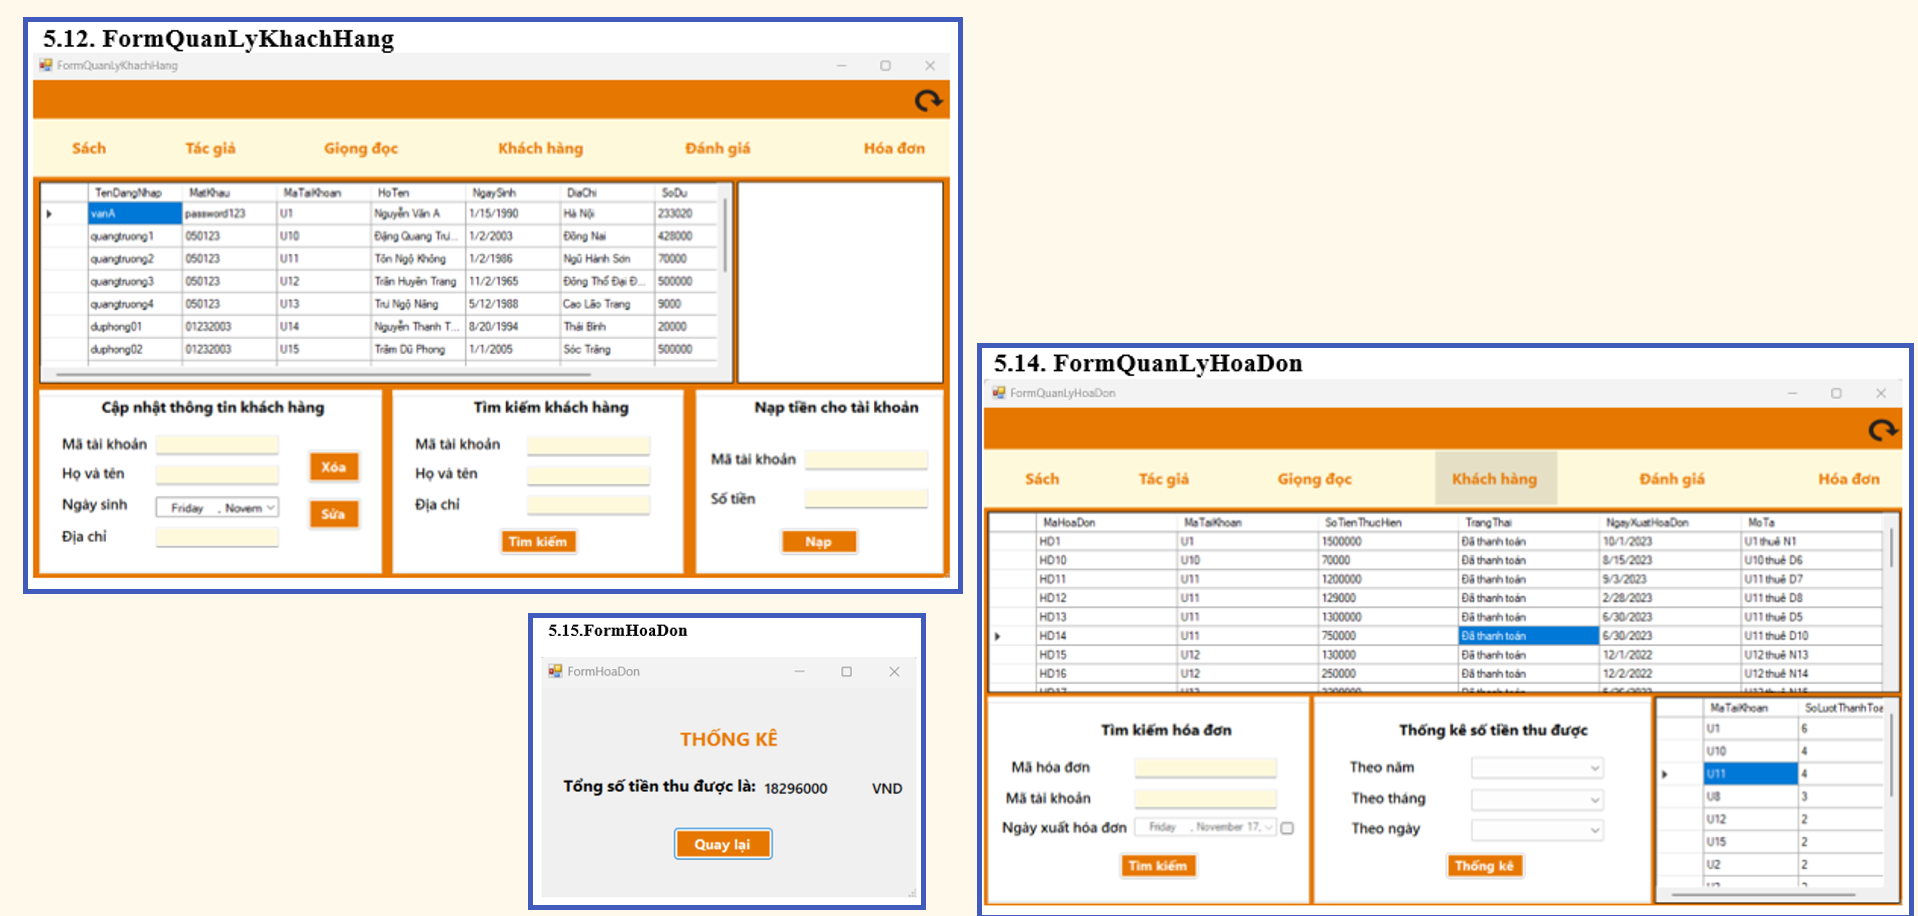 5.12. FormQuanLyKhachHang
FormQuanLyKhachHang
Sách Tác giả Giọng đọc Khách hàng Đánh giá Hóa đơn
TenDangNhap MatKhau MaTaiKhoan HoTen NgaySinh DiaChi SoDu
vanA password123 U1 Nguyễn Văn A 1/15/1990 Hà Nội 233020
quangtruong1 050123 U10 Đặng Quang Trư... 1/2/2003 Đồng Nai 428000
quangtruong2 050123 U11 Tôn Ngộ Không 1/2/1986 Ngũ Hành Sơn 70000
quangtruong3 050123 U12 Trần Huyền Trang 11/2/1965 Đông Thổ Đại Đ... 500000
quangtruong4 050123 U13 Trư Ngộ Năng 5/12/1988 Cao Lão Trang 9000
duphong01 01232003 U14 Nguyễn Thanh T... 8/20/1994 Thái Bình 20000
duphong02 01232003 U15 Trầm Dũ Phong 1/1/2005 Sóc Trăng 500000
Cập nhật thông tin khách hàng
Mã tài khoản
Họ và tên
Ngày sinh Friday , Novem
Địa chỉ
Xóa
Sửa
Tìm kiếm khách hàng
Mã tài khoản
Họ và tên
Địa chỉ
Tìm kiếm
Nạp tiền cho tài khoản
Mã tài khoản
Số tiền
Nạp
5.14. FormQuanLyHoaDon
FormQuanLyHoaDon
Sách Tác giả Giọng đọc Khách hàng Đánh giá Hóa đơn
MaHoaDon MaTaiKhoan SoTienThucHien TrangThai NgayXuatHoaDon MoTa
HD1 U1 1500000 Đã thanh toán 10/1/2023 U1 thuê N1
HD10 U10 70000 Đã thanh toán 8/15/2023 U10 thuê D6
HD11 U11 1200000 Đã thanh toán 9/3/2023 U11 thuê D7
HD12 U11 129000 Đã thanh toán 2/28/2023 U11 thuê D8
HD13 U11 1300000 Đã thanh toán 6/30/2023 U11 thuê D5
HD14 U11 750000 Đã thanh toán 6/30/2023 U11 thuê D10
HD15 U12 130000 Đã thanh toán 12/1/2022 U12 thuê N13
HD16 U12 250000 Đã thanh toán 12/2/2022 U12 thuê N14
Tìm kiếm hóa đơn
Mã hóa đơn
Mã tài khoản
Ngày xuất hóa đơn Friday , November 17,
Tìm kiếm
Thống kê số tiền thu được
Theo năm
Theo tháng
Theo ngày
Thống kê
MaTaiKhoan SoLuotThanhToa
U1 6
U10 4
U11 4
U8 3
U12 2
U15 2
U2 2
5.15.FormHoaDon
FormHoaDon
THỐNG KÊ
Tổng số tiền thu được là: 18296000 VND
Quay lại